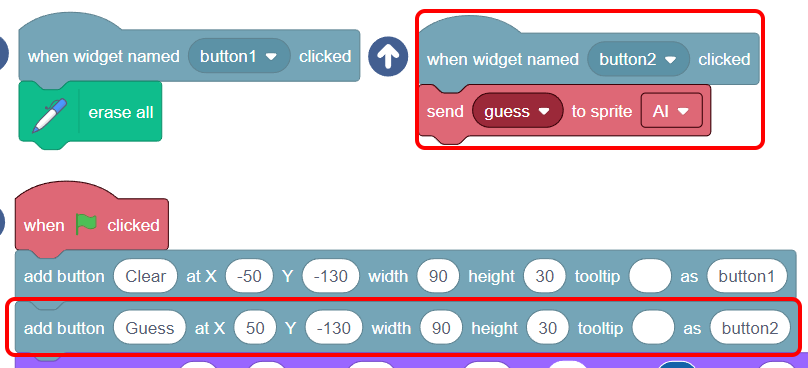 when widget named button1 clicked
erase all
when widget named button2 clicked
send guess to sprite AI
when clicked
add button Clear at X -50 Y -130 width 90 height 30 tooltip as button1
add button Guess at X 50 Y -130 width 90 height 30 tooltip as button2